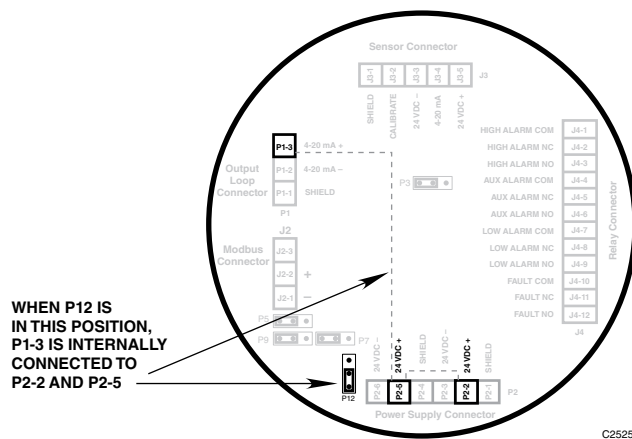 Sensor Connector
J3-1
J3-2
J3-3
J3-4
J3-5
J3
SHIELD
CALIBRATE
24 VDC –
4-20 mA
24 VDC +
P1-3
4-20 mA +
P1-2
4-20 mA –
P1-1
SHIELD
Output
Loop
Connector
P1
P3
HIGH ALARM COM
J4-1
HIGH ALARM NC
J4-2
HIGH ALARM NO
J4-3
AUX ALARM COM
J4-4
AUX ALARM NC
J4-5
AUX ALARM NO
J4-6
LOW ALARM COM
J4-7
LOW ALARM NC
J4-8
LOW ALARM NO
J4-9
FAULT COM
J4-10
FAULT NC
J4-11
FAULT NO
J4-12
J4
Relay Connector
J2
Modbus
Connector
J2-3
J2-2
+
J2-1
–
P5
P9
P7
WHEN P12 IS
IN THIS POSITION,
P1-3 IS INTERNALLY
CONNECTED TO
P2-2 AND P2-5
P12
24 VDC –
24 VDC +
SHIELD
24 VDC –
24 VDC +
SHIELD
P2-6
P2-5
P2-4
P2-3
P2-2
P2-1
P2
Power Supply Connector
C2525